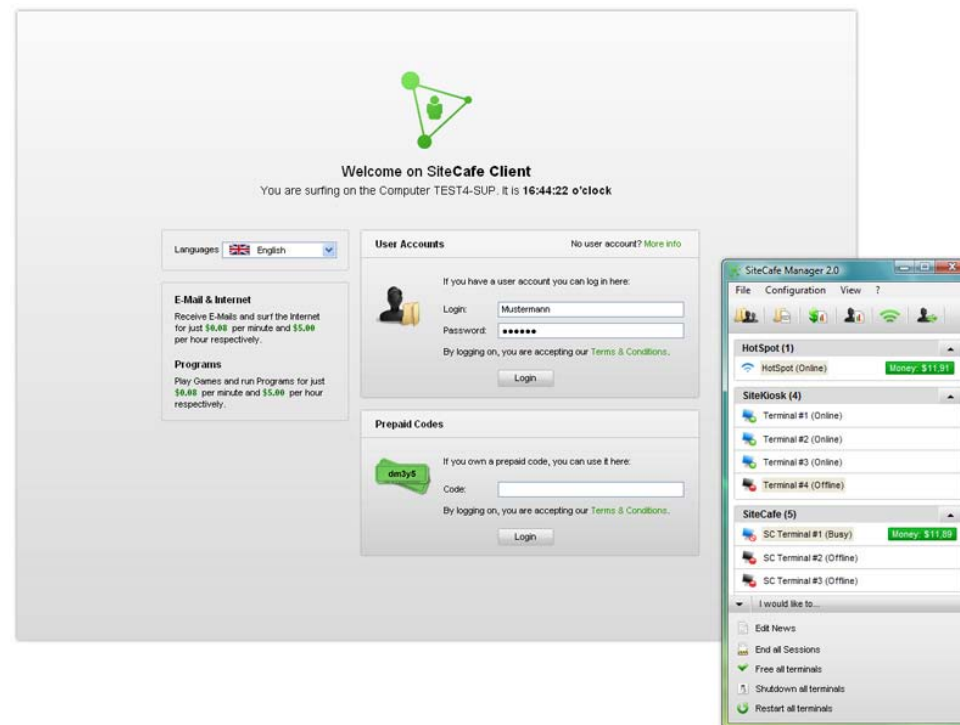 Welcome on SiteCafe Client
You are surfing on the Computer TEST4-SUP. It is 16:44:22 o'clock
Languages English
E-Mail & Internet
Receive E-Mails and surf the Internet
for just $0.08 per minute and $5.00
per hour respectively.
Programs
Play Games and run Programs for just
$0.08 per minute and $5.00 per hour
respectively.
User Accounts No user account? More info
If you have a user account you can log in here:
Login: Mustermann
Password: ●●●●●●
By logging on, you are accepting our Terms & Conditions.
Login
Prepaid Codes
dm3y5
If you own a prepaid code, you can use it here:
Code:
By logging on, you are accepting our Terms & Conditions.
Login
SiteCafe Manager 2.0
File Configuration View ?
HotSpot (1)
HotSpot (Online) Money: $11,91
SiteKiosk (4)
Terminal #1 (Online)
Terminal #2 (Online)
Terminal #3 (Online)
Terminal #4 (Offline)
SiteCafe (5)
SC Terminal #1 (Busy) Money: $11,89
SC Terminal #2 (Offline)
SC Terminal #3 (Offline)
I would like to...
Edit News
End all Sessions
Free all terminals
Shutdown all terminals
Restart all terminals